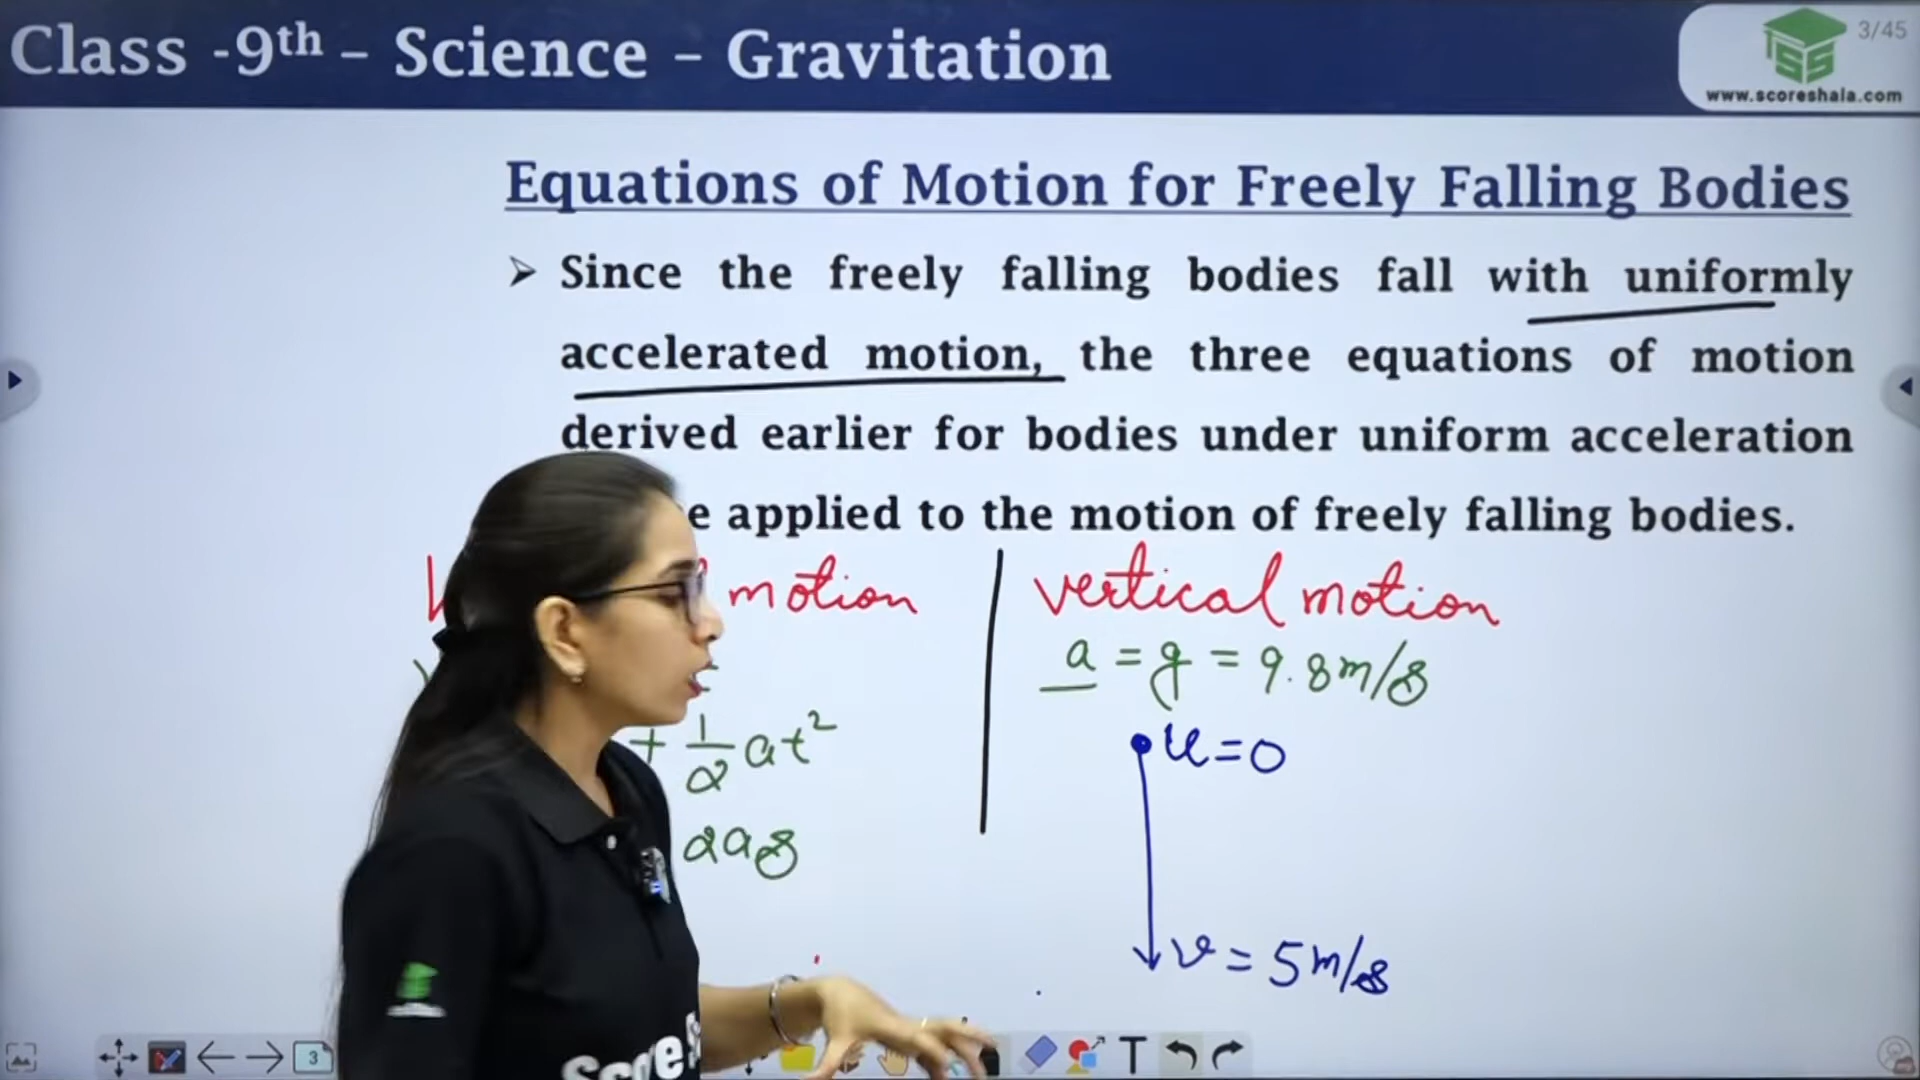 Class -9th – Science – Gravitation
3/45
SS
www.scoreshala.com
Equations of Motion for Freely Falling Bodies
➤ Since the freely falling bodies fall with uniformly
accelerated motion, the three equations of motion
derived earlier for bodies under uniform acceleration
e applied to the motion of freely falling bodies.
motion
vertical motion
a = g = 9.8m/s
+ 1/2 at²
u=0
2as
v = 5m/s
3
T